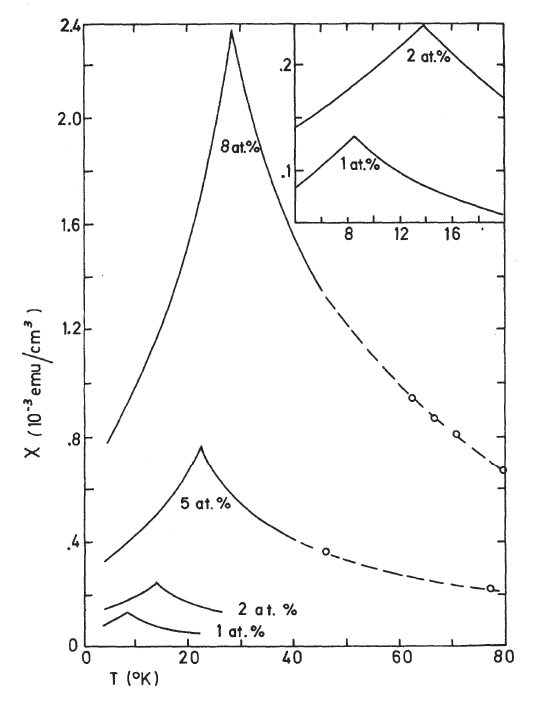 2.4
2.0
1.6
1.2
.8
.4
0
χ (10⁻³ emu/cm³)
8 at.%
5 at.%
2 at. %
1 at.%
0 20 40 60 80
T (°K)
.2
.1
2 at.%
1 at.%
8 12 16